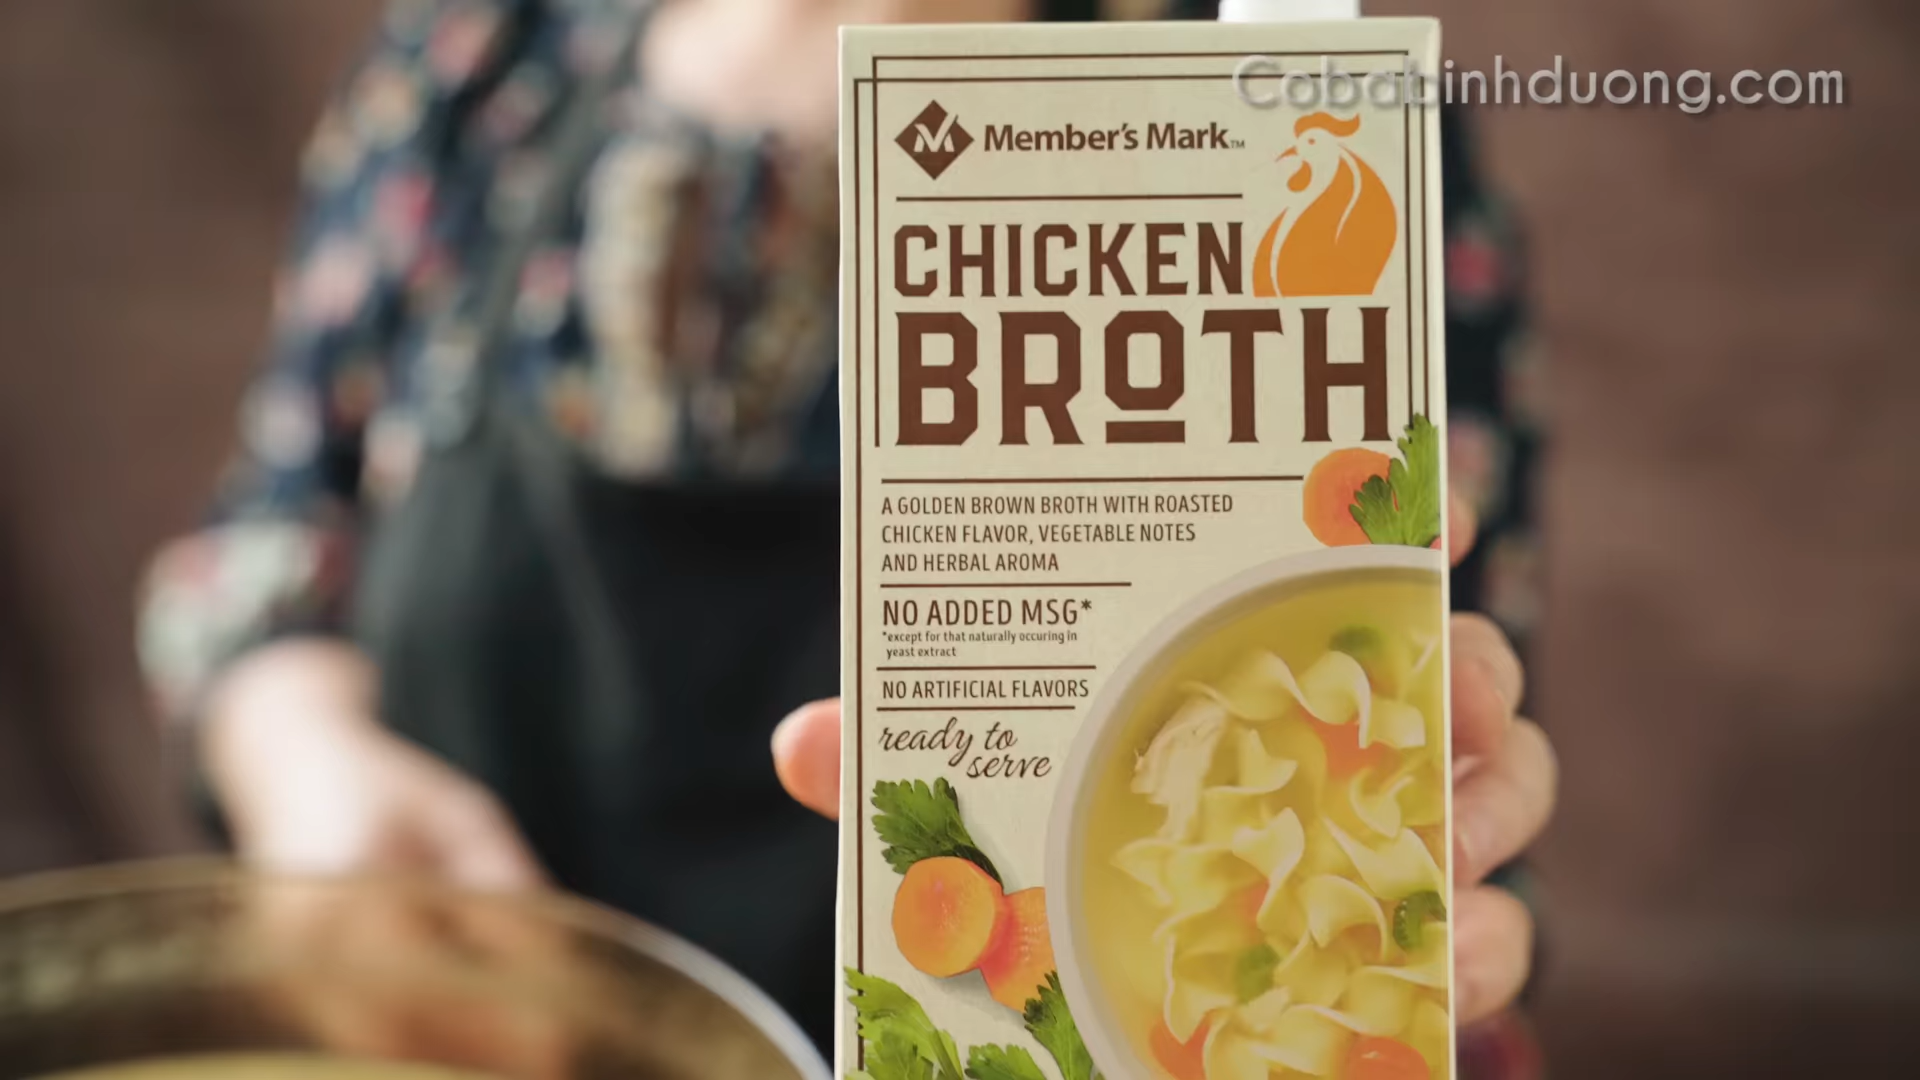 Cobabinhduong.com
Member's Mark™
CHICKEN
BROTH
A GOLDEN BROWN BROTH WITH ROASTED
CHICKEN FLAVOR, VEGETABLE NOTES
AND HERBAL AROMA
NO ADDED MSG*
*except for that naturally occuring in
yeast extract
NO ARTIFICIAL FLAVORS
ready to
serve